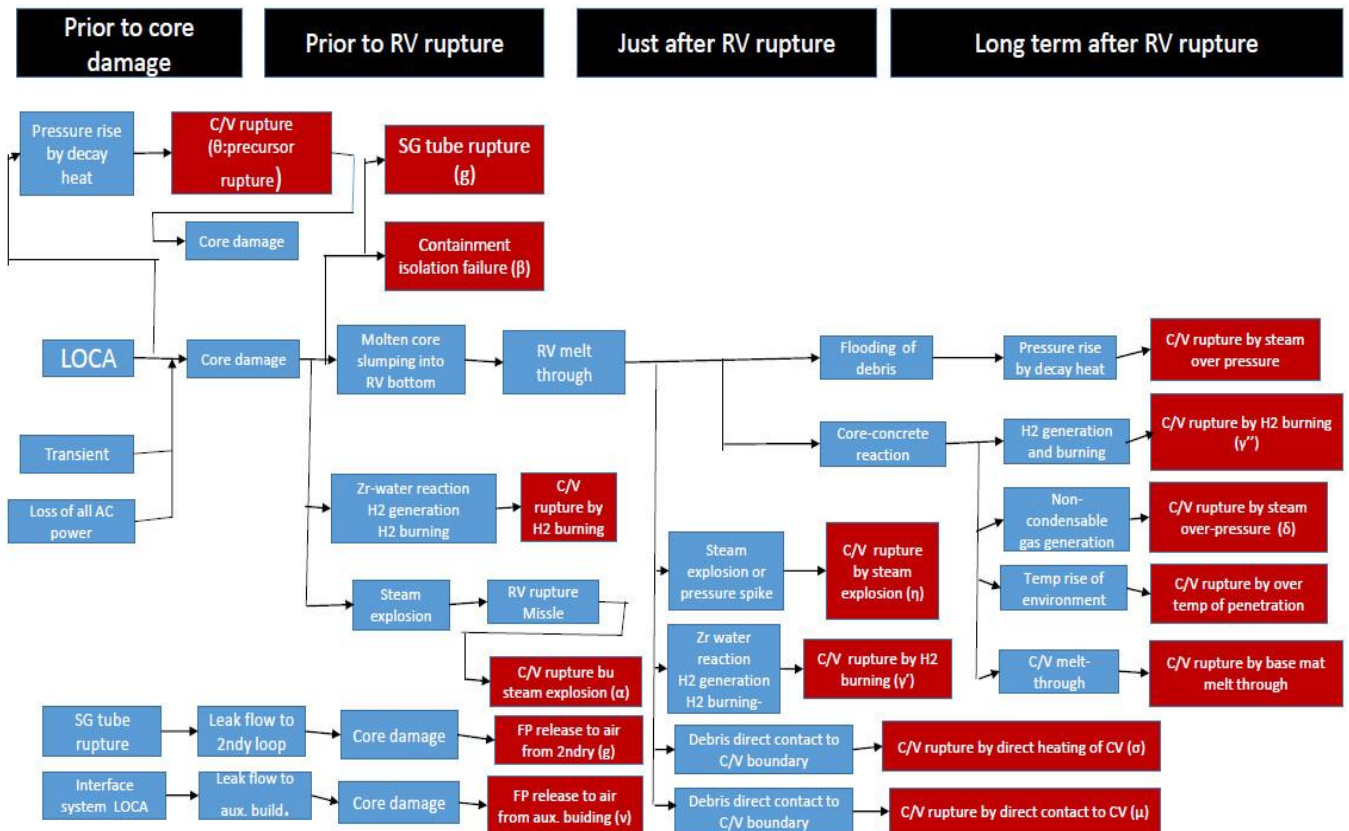 Prior to core
damage
Prior to RV rupture
Just after RV rupture
Long term after RV rupture
Pressure rise
by decay
heat
C/V rupture
(θ:precursor
rupture)
SG tube rupture
(g)
Core damage
Containment
isolation failure (β)
LOCA
Core damage
Molten core
slumping into
RV bottom
RV melt
through
Flooding of
debris
Pressure rise
by decay heat
C/V rupture by steam
over pressure
Transient
Core-concrete
reaction
H2 generation
and burning
C/V rupture by H2 burning
(γ’’)
Loss of all AC
power
Zr-water reaction
H2 generation
H2 burning
C/V
rupture by
H2 burning
Non-
condensable
gas generation
C/V rupture by steam
over-pressure (δ)
Steam
explosion or
pressure spike
C/V rupture
by steam
explosion (η)
Temp rise of
environment
C/V rupture by over
temp of penetration
Steam
explosion
RV rupture
Missle
Zr water
reaction
H2 generation
H2 burning-
C/V rupture by H2
burning (γ’)
C/V melt-
through
C/V rupture by base mat
melt through
C/V rupture bu
steam explosion (α)
SG tube
rupture
Leak flow to
2ndy loop
Core damage
FP release to air
from 2ndry (g)
Debris direct contact to
C/V boundary
C/V rupture by direct heating of CV (σ)
Interface
system LOCA
Leak flow to
aux. build.
Core damage
FP release to air
from aux. buiding (ν)
Debris direct contact to
C/V boundary
C/V rupture by direct contact to CV (μ)